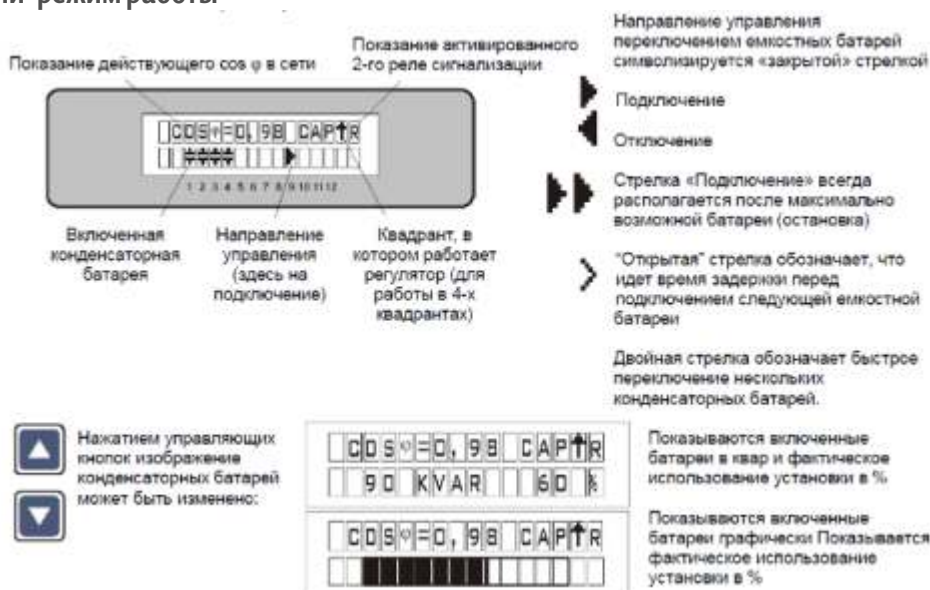 режим работы
Показание действующего cos φ в сети
Показание активированного
2-го реле сигнализации
COSφ=0,98 CAP↑R
1 2 3 4 5 6 7 8 9 10 11 12
Включенная
конденсаторная
батарея
Направление
управления
(здесь на
подключение)
Квадрант, в
котором работает
регулятор (для
работы в 4-х
квадрантах)
Направление управления
переключением емкостных батарей
символизируется «закрытой» стрелкой
Подключение
Отключение
Стрелка «Подключение» всегда
располагается после максимально
возможной батареи (остановка)
"Открытая" стрелка обозначает, что
идет время задержки перед
подключением следующей емкостной
батареи
Двойная стрелка обозначает быстрое
переключение нескольких
конденсаторных батарей.
Нажатием управляющих
кнопок изображение
конденсаторных батарей
может быть изменено:
COSφ=0,98 CAP↑R
90 KVAR 60 %
Показываются включенные
батареи в квар и фактическое
использование установки в %
COSφ=0,98 CAP↑R
Показываются включенные
батареи графически Показывается
фактическое использование
установки в %